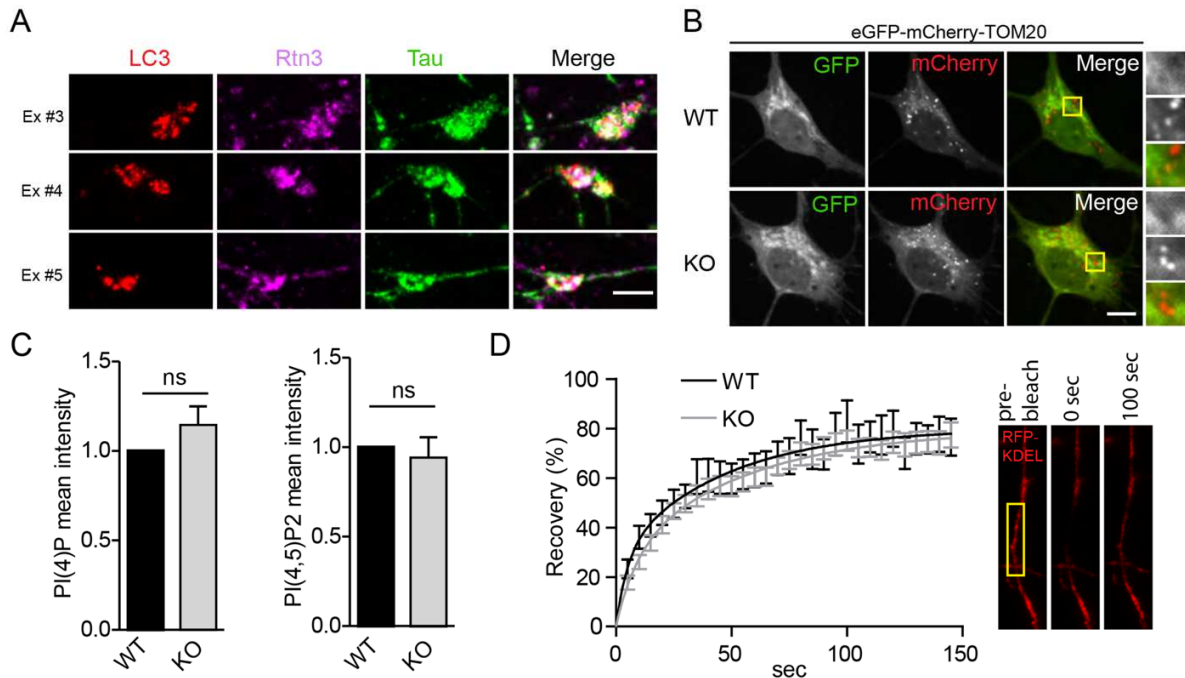 A
LC3 Rtn3 Tau Merge
Ex #3
Ex #4
Ex #5
B
eGFP-mCherry-TOM20
WT
GFP mCherry Merge
KO
GFP mCherry Merge
C
PI(4)P mean intensity
1.5
1.0
0.5
0.0
ns
WT KO
PI(4,5)P2 mean intensity
1.5
1.0
0.5
0.0
ns
WT KO
D
Recovery (%)
100
80
60
40
20
0
WT
KO
0 50 100 150
sec
pre-
bleach
0 sec
100 sec
RFP-
KDEL